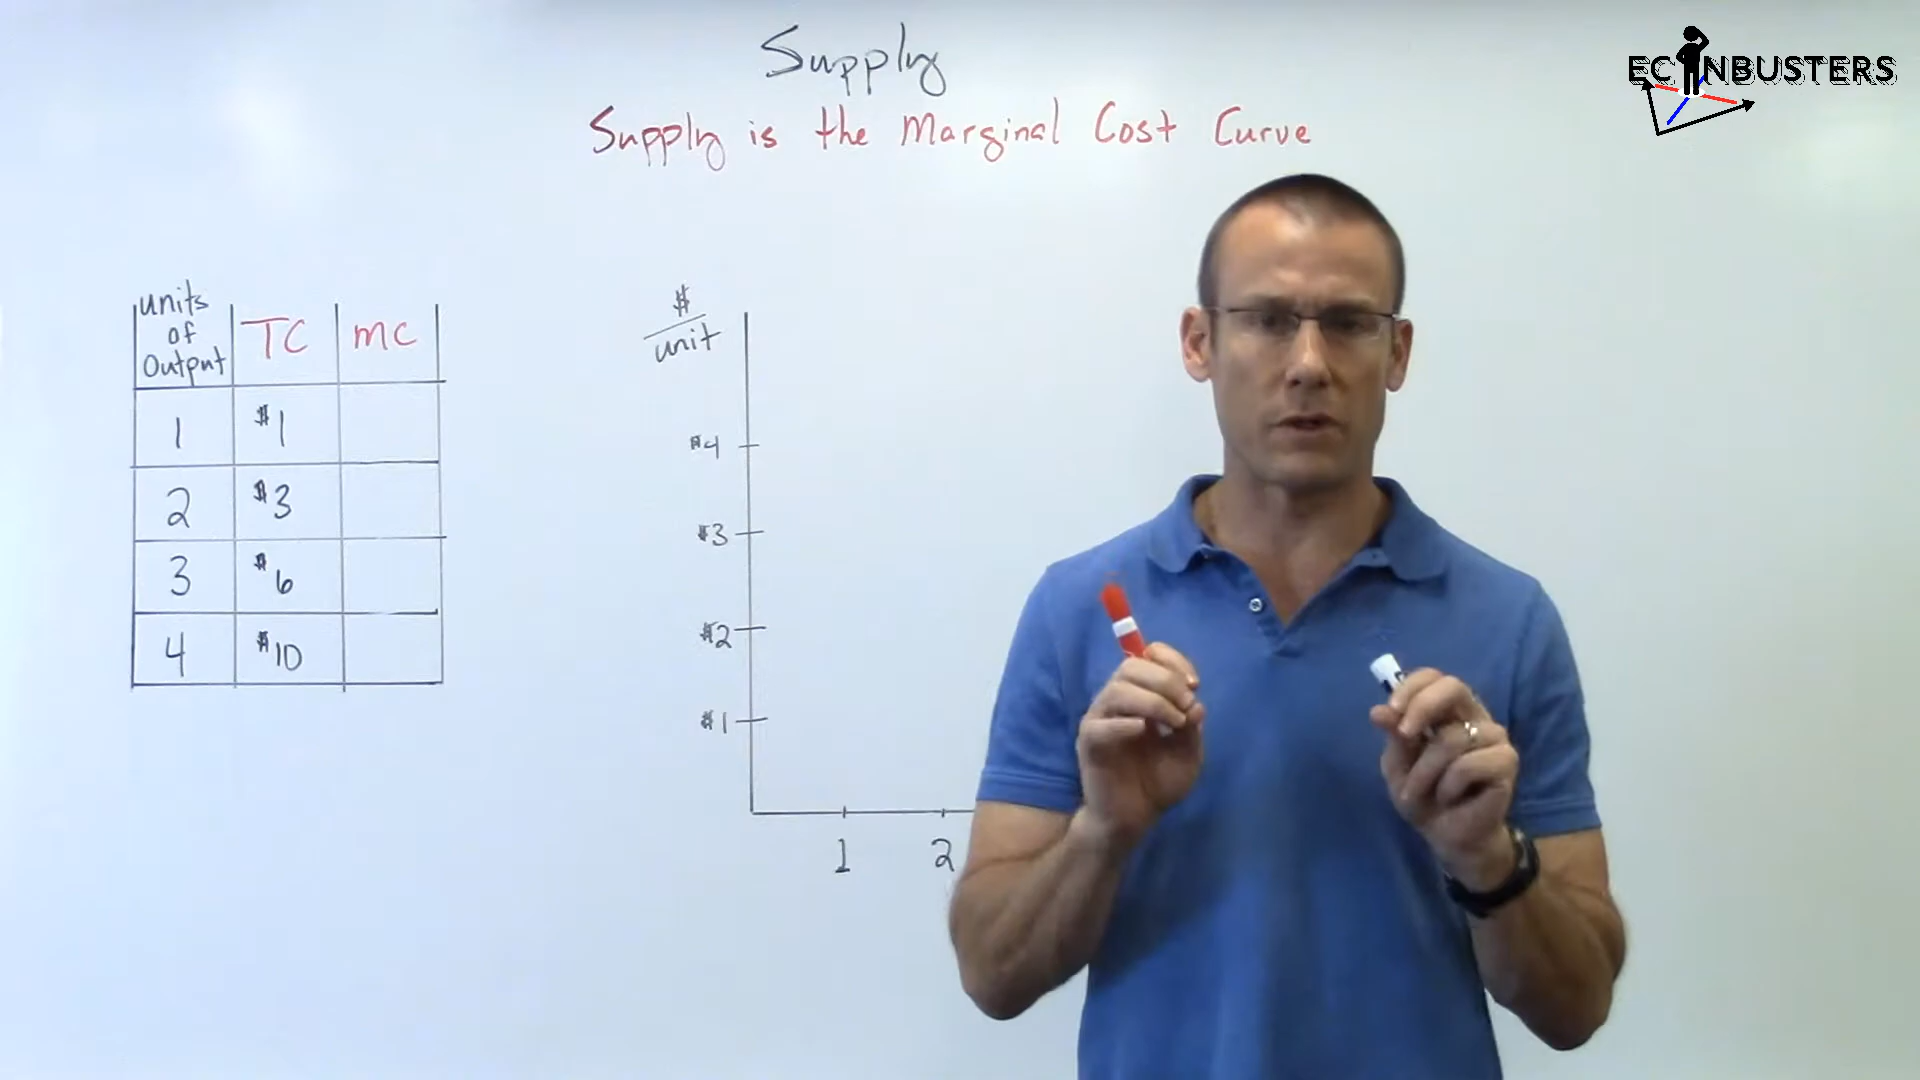 Supply
ECONBUSTERS
Supply is the Marginal Cost Curve
units of Output TC MC
1 $1
2 $3
3 $6
4 $10
$
unit
$4
$3
$2
$1
1 2